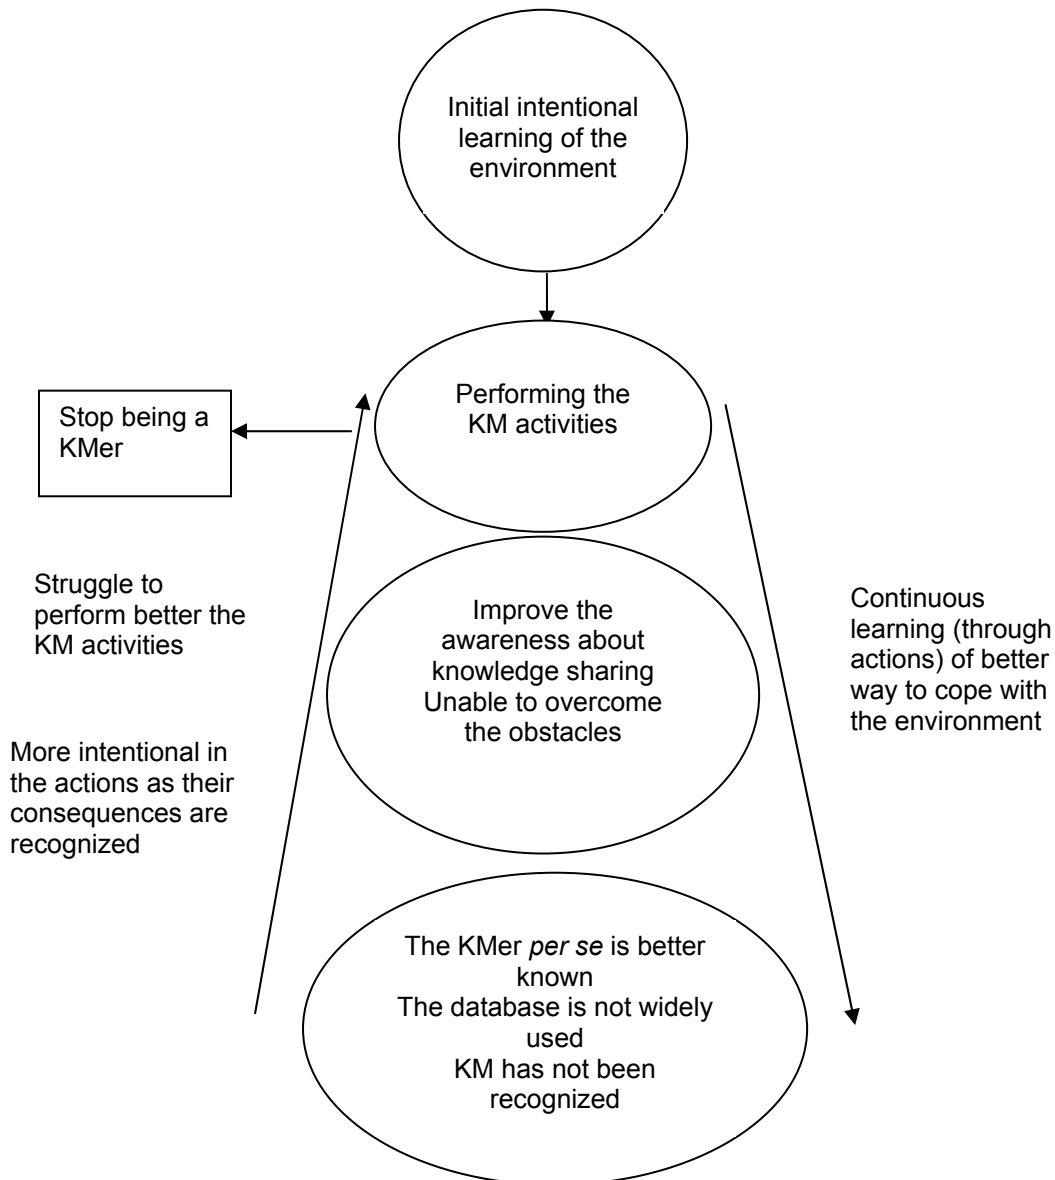 Initial intentional
learning of the
environment
Performing the
KM activities
Stop being a
KMer
Struggle to
perform better the
KM activities
Improve the
awareness about
knowledge sharing
Unable to overcome
the obstacles
Continuous
learning (through
actions) of better
way to cope with
the environment
More intentional in
the actions as their
consequences are
recognized
The KMer per se is better
known
The database is not widely
used
KM has not been
recognized